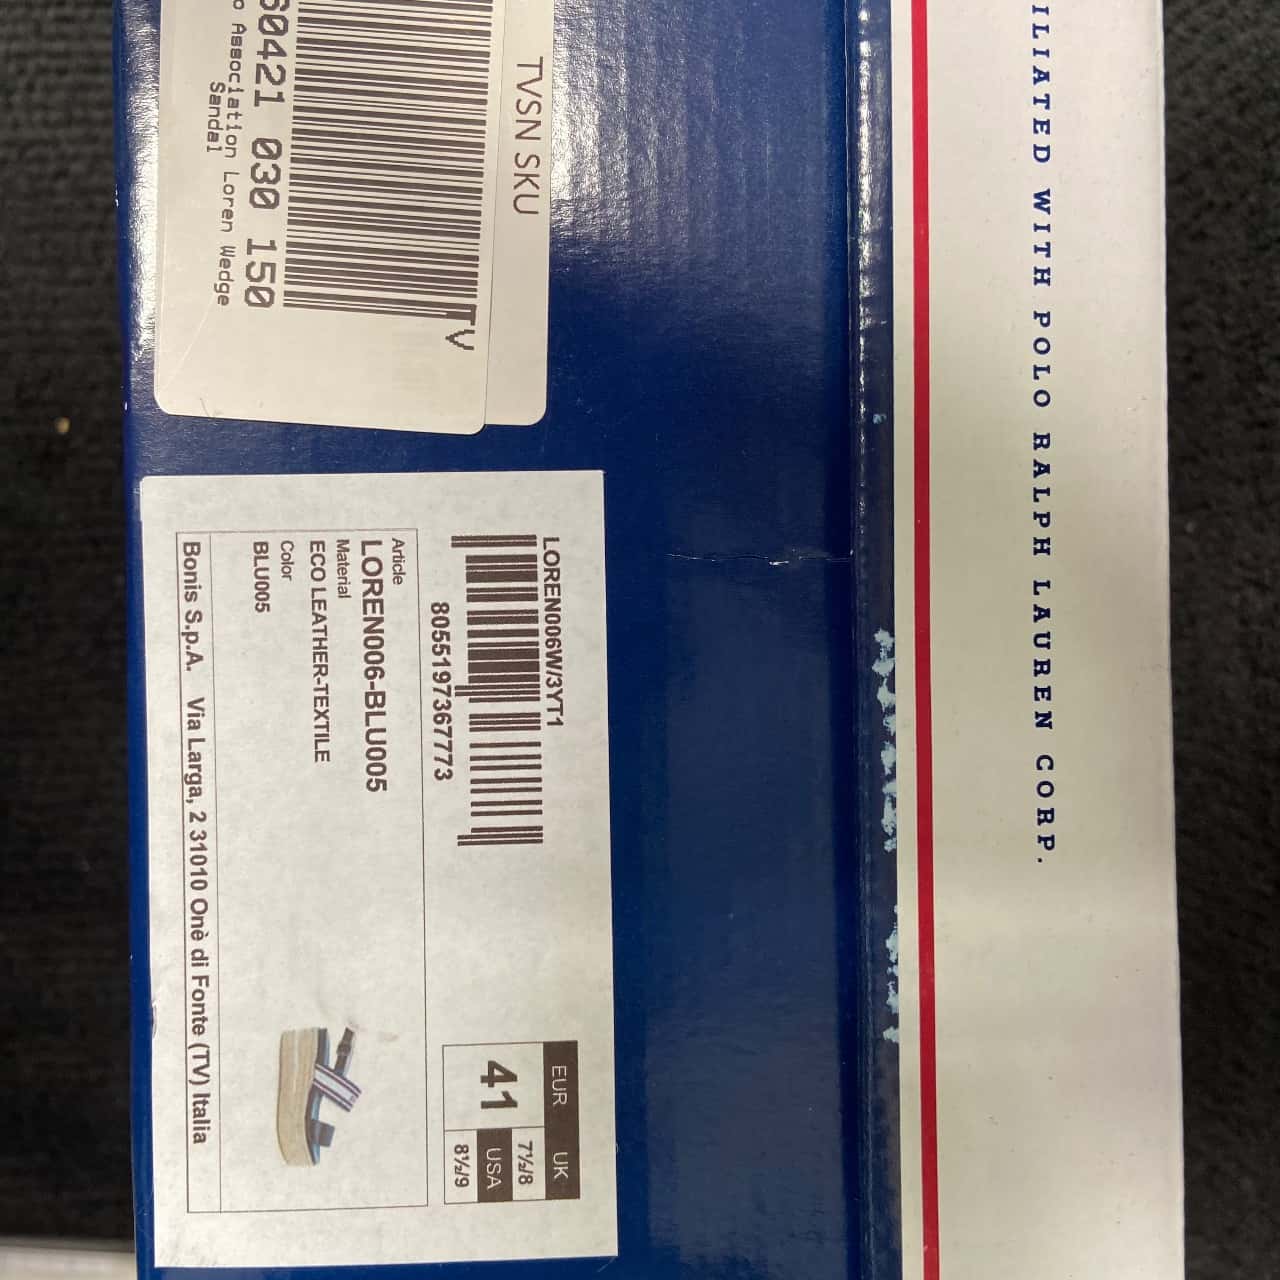 ILIATED WITH POLO RALPH LAUREN CORP.
TVSN SKU
TV
60421 030 150
o Association Loren Wedge
Sandal
LOREN006W/3YT1
8055197367773
EUR
UK
41
7½/8
USA
8½/9
Article
LOREN006-BLU005
Material
ECO LEATHER-TEXTILE
Color
BLU005
Bonis S.p.A. Via Larga, 2 31010 Onè di Fonte (TV) Italia